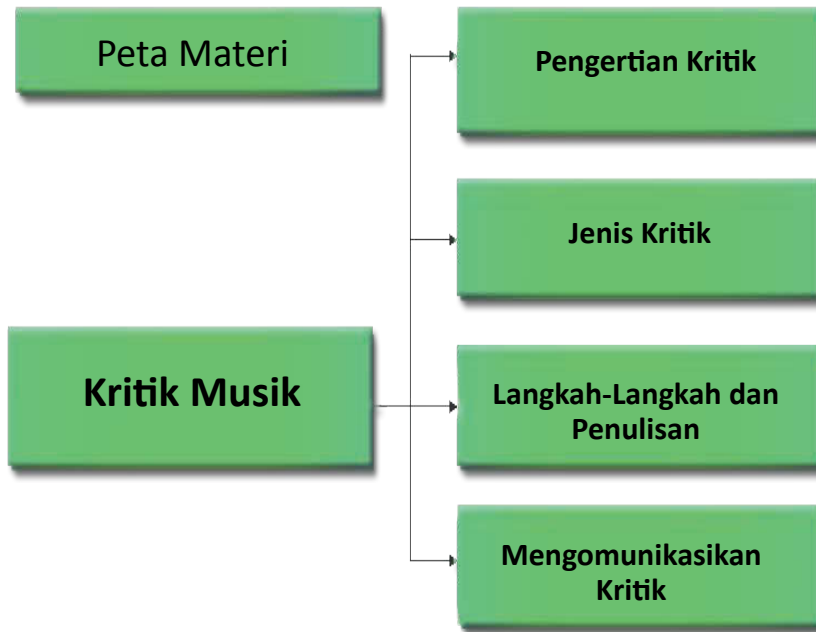 Peta Materi
Kritik Musik
Pengertian Kritik
Jenis Kritik
Langkah-Langkah dan
Penulisan
Mengomunikasikan
Kritik